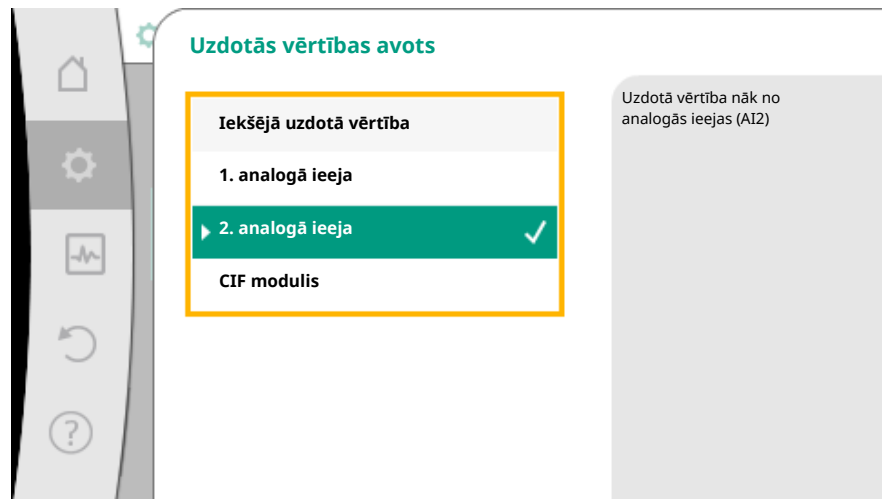 Uzdotās vērtības avots
Iekšējā uzdotā vērtība
1. analogā ieeja
2. analogā ieeja
CIF modulis
Uzdotā vērtība nāk no
analogās ieejas (AI2)